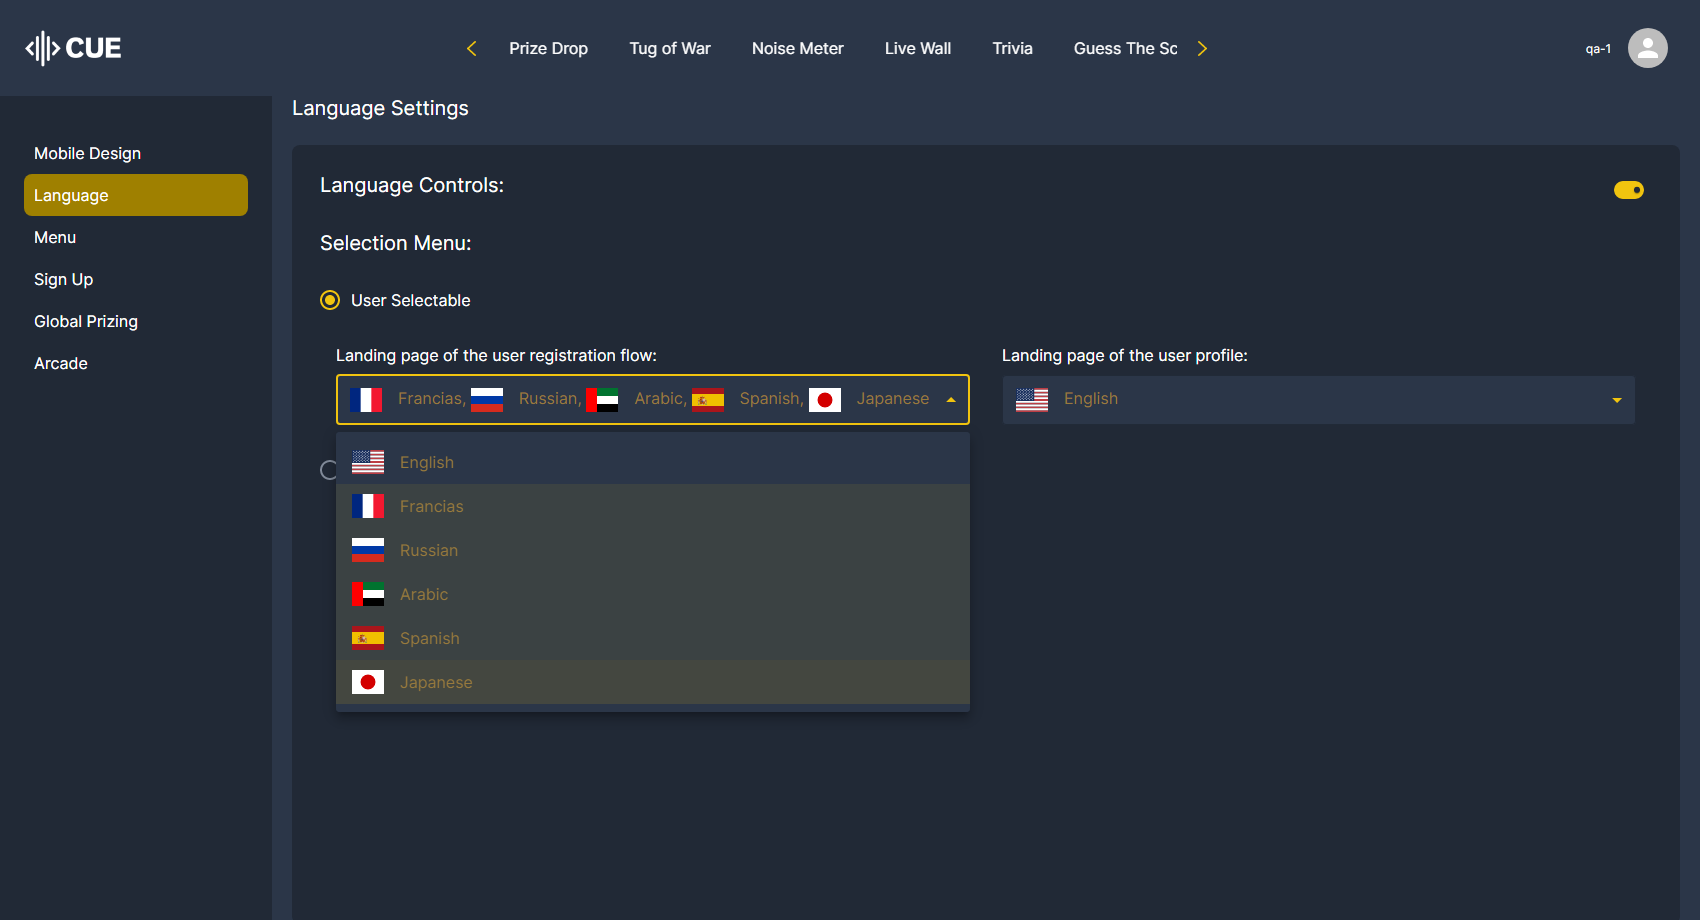 CUE
Prize Drop Tug of War Noise Meter Live Wall Trivia Guess The Sc
qa-1
Mobile Design
Language
Menu
Sign Up
Global Prizing
Arcade
Language Settings
Language Controls:
Selection Menu:
User Selectable
Landing page of the user registration flow:
Francias, Russian, Arabic, Spanish, Japanese
English
Francias
Russian
Arabic
Spanish
Japanese
Landing page of the user profile:
English